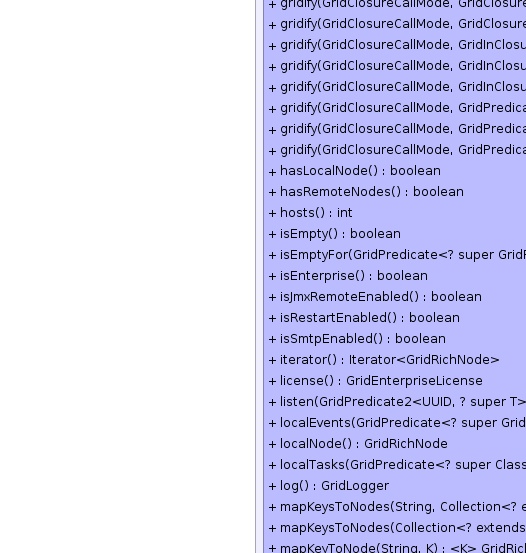 + gridify(GridClosureCallMode, GridClosure
+ gridify(GridClosureCallMode, GridClosure
+ gridify(GridClosureCallMode, GridInClosu
+ gridify(GridClosureCallMode, GridInClosu
+ gridify(GridClosureCallMode, GridInClosu
+ gridify(GridClosureCallMode, GridPredica
+ gridify(GridClosureCallMode, GridPredica
+ gridify(GridClosureCallMode, GridPredica
+ hasLocalNode() : boolean
+ hasRemoteNodes() : boolean
+ hosts() : int
+ isEmpty() : boolean
+ isEmptyFor(GridPredicate<? super GridR
+ isEnterprise() : boolean
+ isJmxRemoteEnabled() : boolean
+ isRestartEnabled() : boolean
+ isSmtpEnabled() : boolean
+ iterator() : Iterator<GridRichNode>
+ license() : GridEnterpriseLicense
+ listen(GridPredicate2<UUID, ? super T>
+ localEvents(GridPredicate<? super Grid
+ localNode() : GridRichNode
+ localTasks(GridPredicate<? super Class
+ log() : GridLogger
+ mapKeysToNodes(String, Collection<? e
+ mapKeysToNodes(Collection<? extends
+ mapKeyToNode(String, K) : <K> GridRich